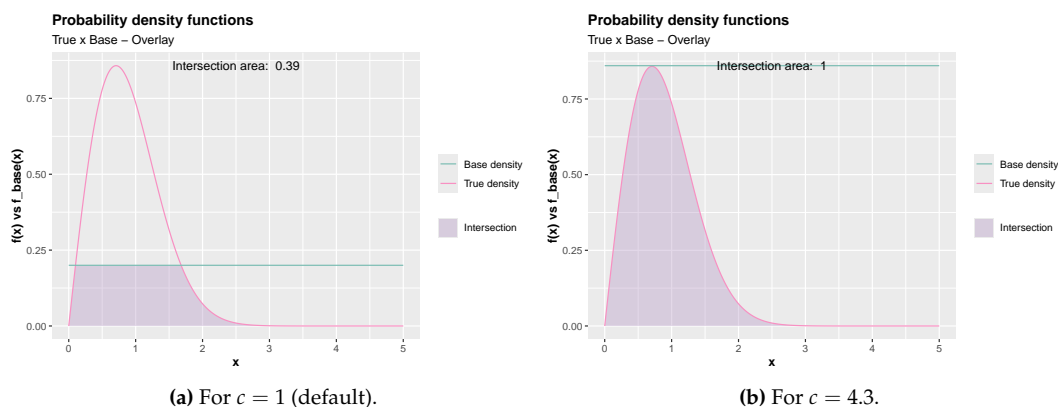 Probability density functions
True x Base − Overlay
Intersection area: 0.39
f(x) vs f_base(x)
0.75
0.50
0.25
0.00
0 1 2 3 4 5
x
Base density
True density
Intersection
(a) For c = 1 (default).
Probability density functions
True x Base − Overlay
Intersection area: 1
f(x) vs f_base(x)
0.75
0.50
0.25
0.00
0 1 2 3 4 5
x
Base density
True density
Intersection
(b) For c = 4.3.